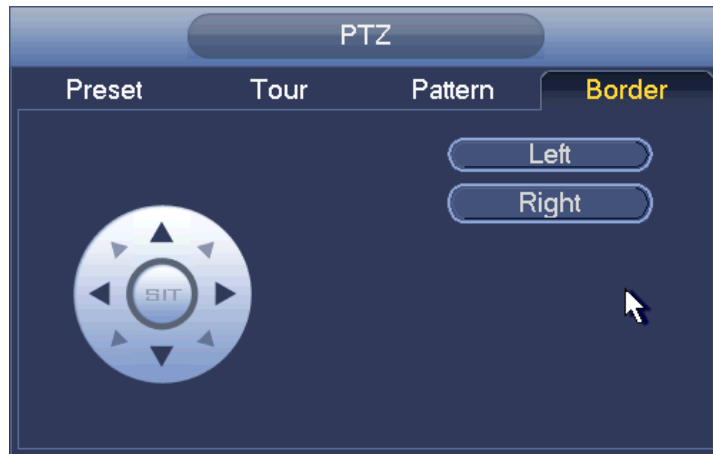 PTZ
Preset Tour Pattern Border
Left
Right
SIT